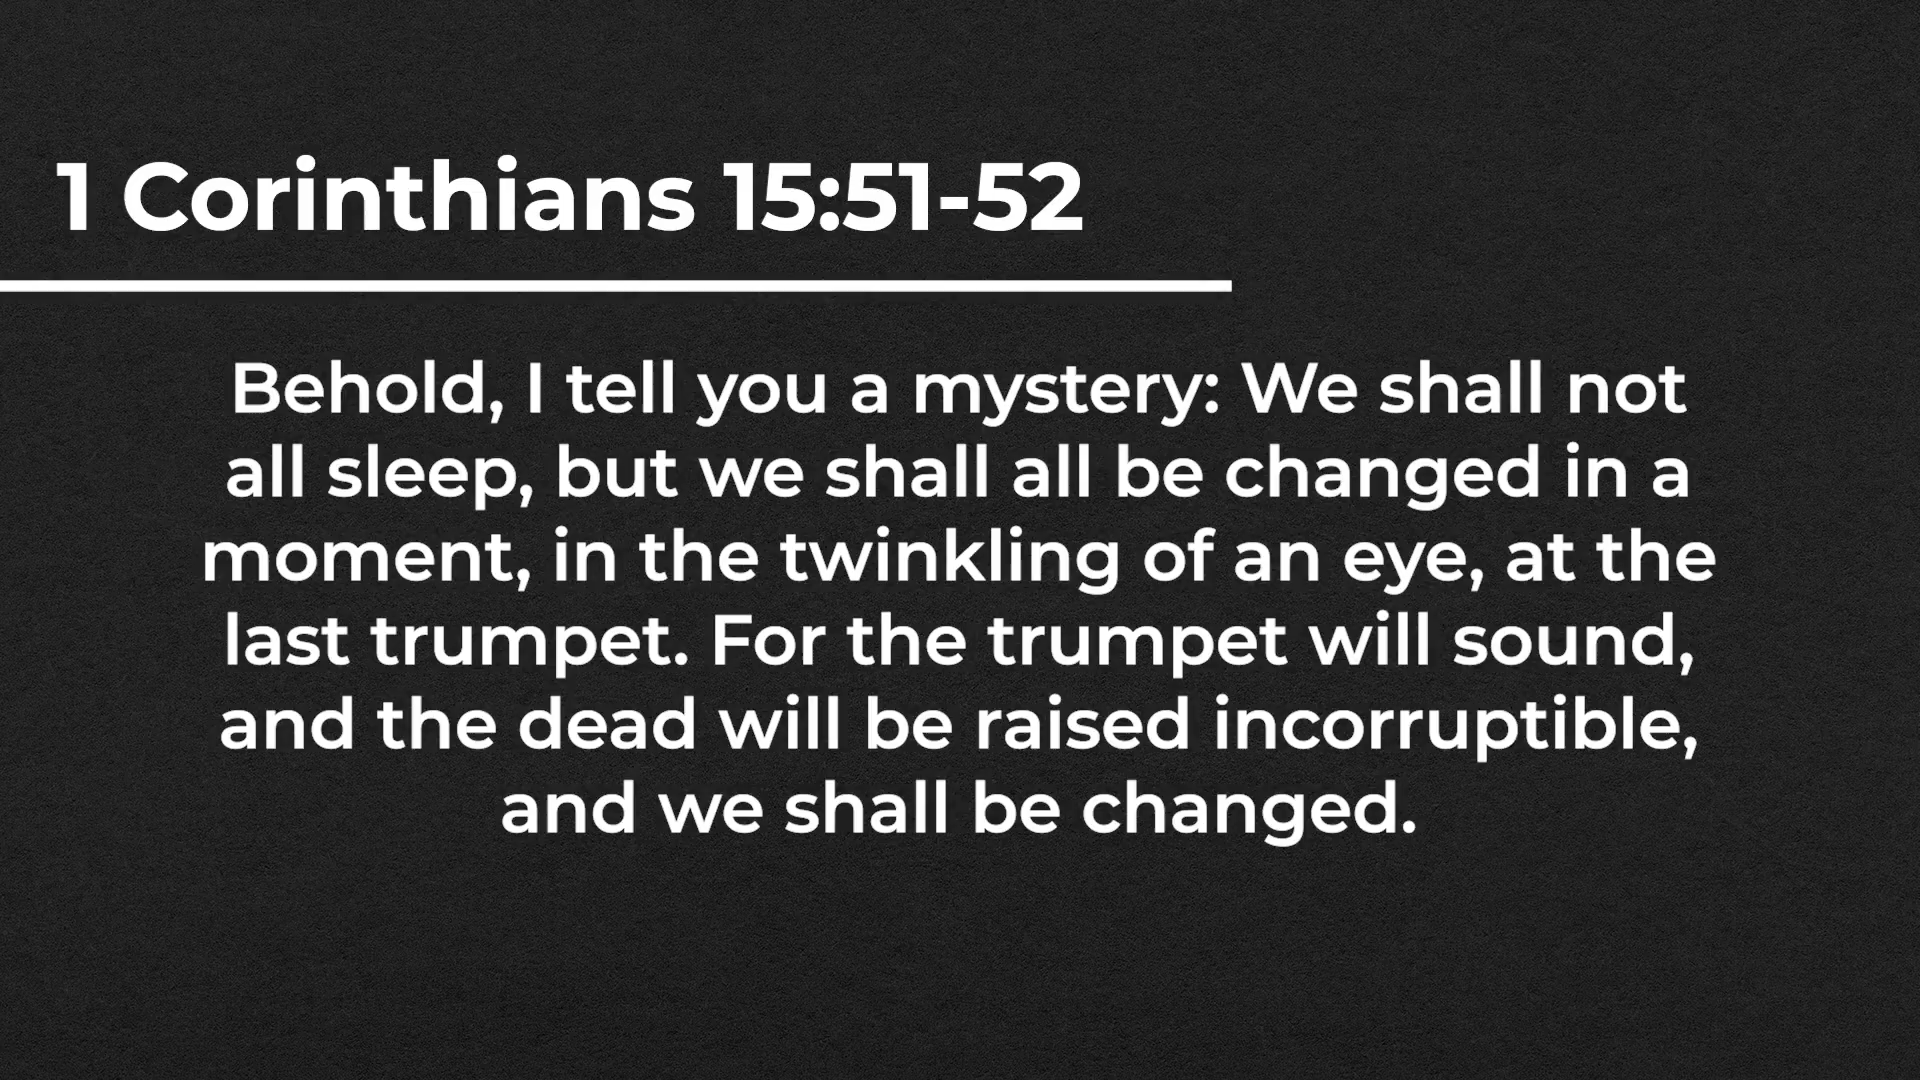 1 Corinthians 15:51-52
Behold, I tell you a mystery: We shall not
all sleep, but we shall all be changed in a
moment, in the twinkling of an eye, at the
last trumpet. For the trumpet will sound,
and the dead will be raised incorruptible,
and we shall be changed.